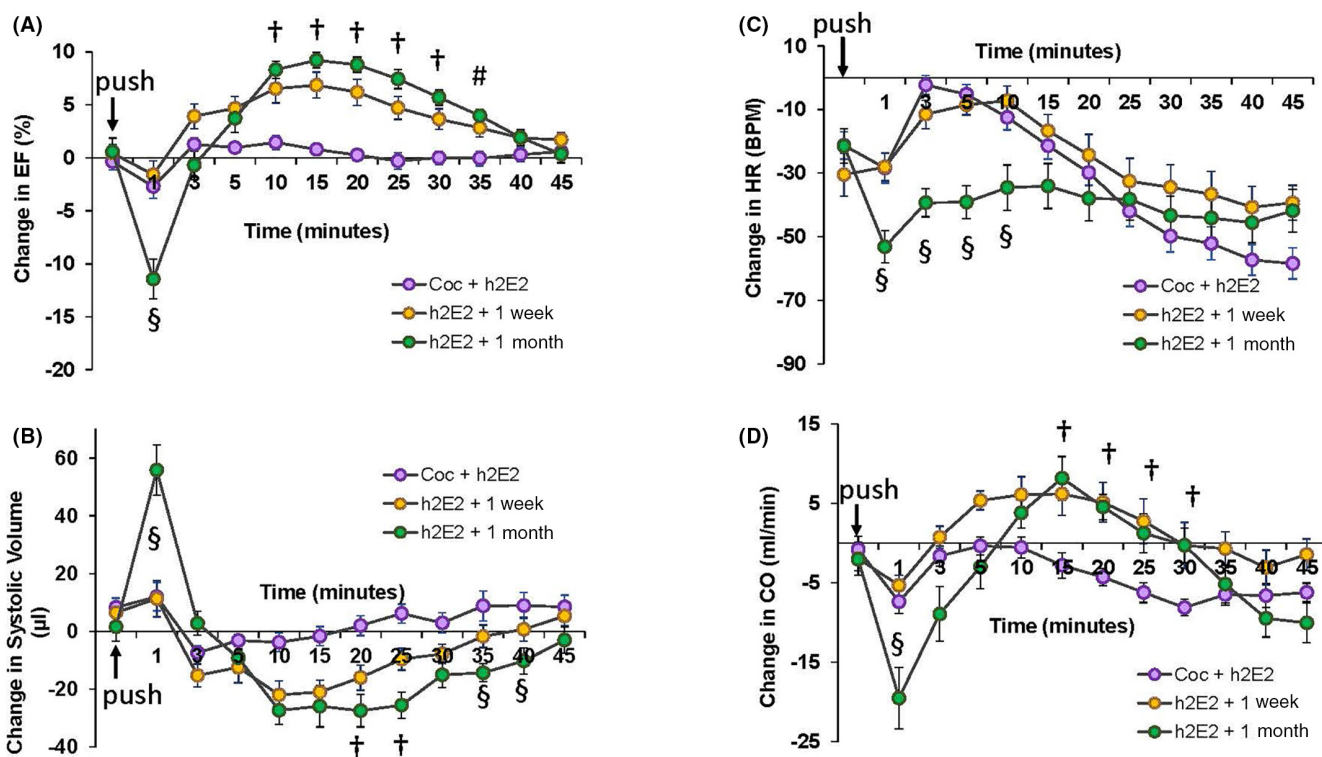 (A)
Change in EF (%)
10
5
0
-5
-10
-15
-20
push
† † † † † #
1 3 5 10 15 20 25 30 35 40 45
Time (minutes)
§
Coc + h2E2
h2E2 + 1 week
h2E2 + 1 month
(B)
Change in Systolic Volume
(µl)
60
40
20
0
-20
-40
§
Coc + h2E2
h2E2 + 1 week
h2E2 + 1 month
Time (minutes)
1 3 5 10 15 20 25 30 35 40 45
push
§ §
† †
(C)
Change in HR (BPM)
10
-10
-30
-50
-70
-90
push
Time (minutes)
1 3 5 10 15 20 25 30 35 40 45
§ § § §
Coc + h2E2
h2E2 + 1 week
h2E2 + 1 month
(D)
Change in CO (ml/min)
15
5
-5
-15
-25
push
† † † †
1 3 5 10 15 20 25 30 35 40 45
§
Time (minutes)
Coc + h2E2
h2E2 + 1 week
h2E2 + 1 month